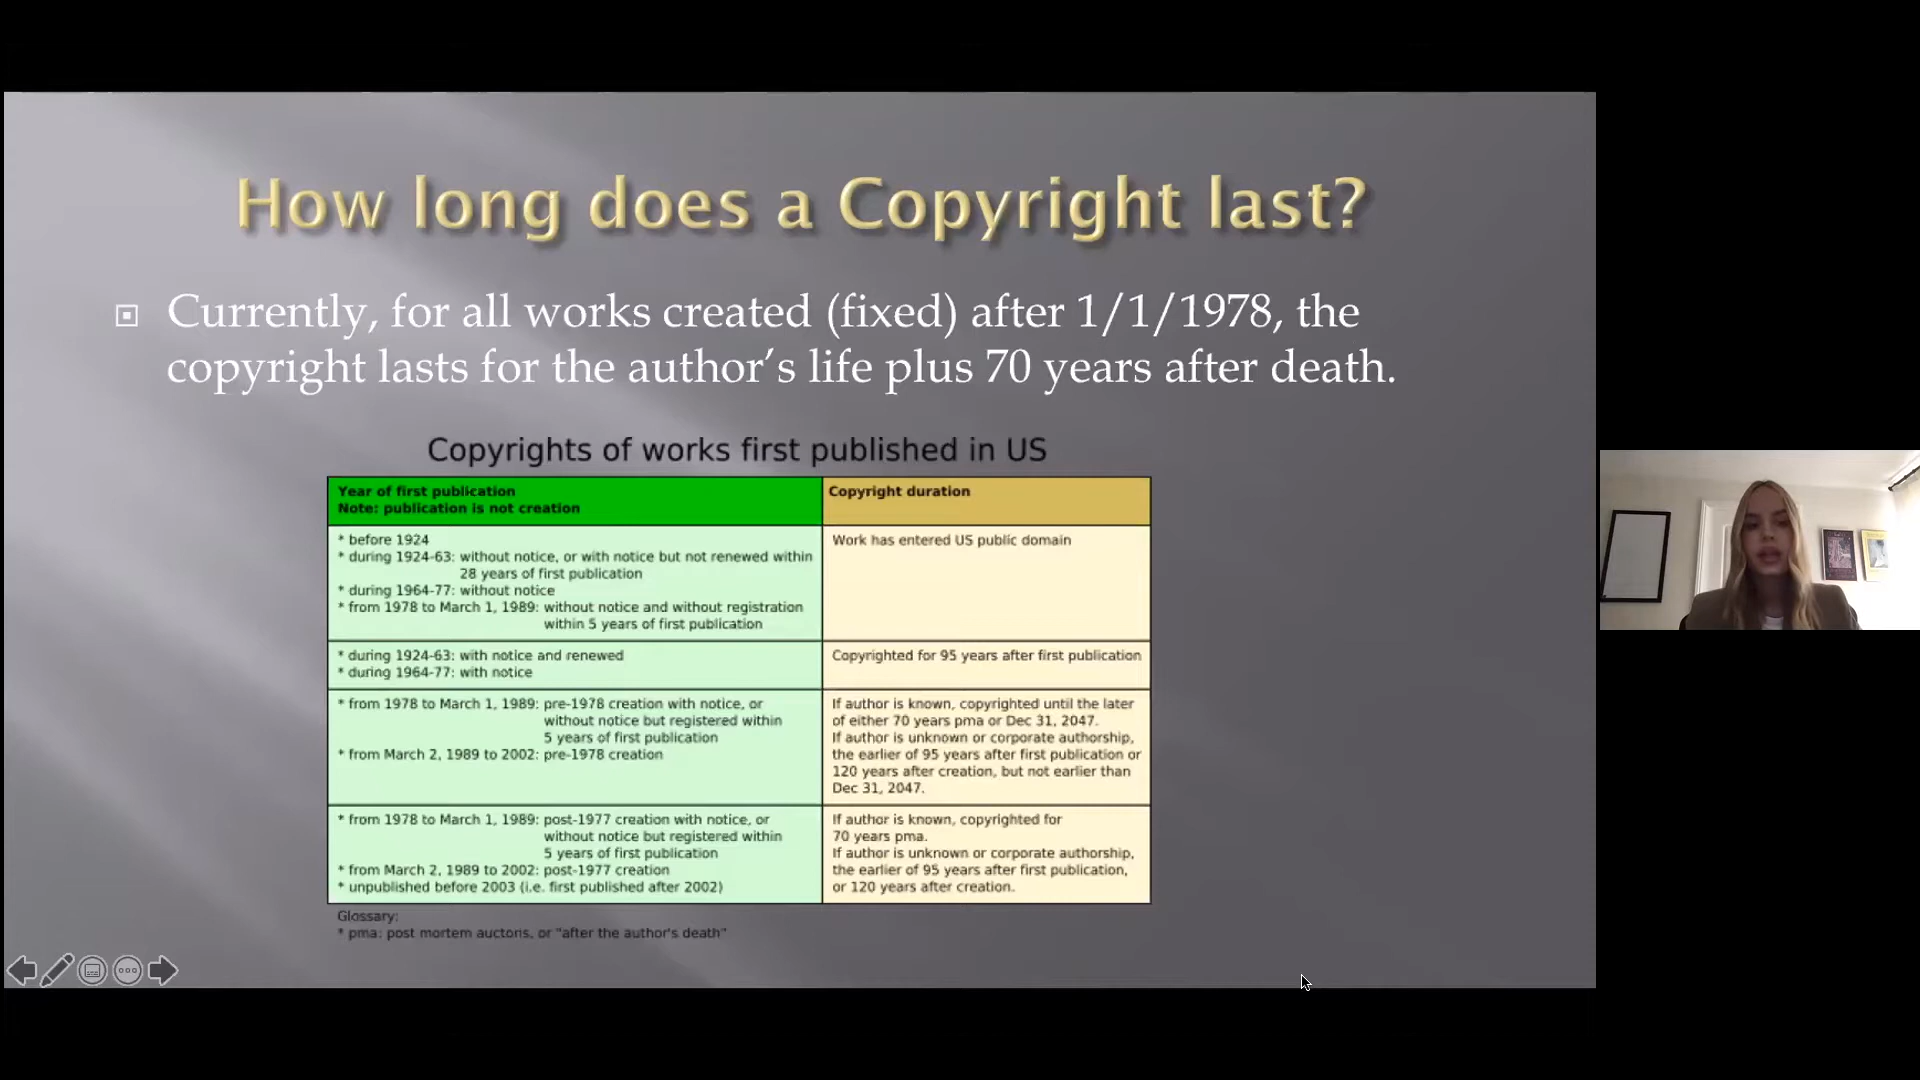 How long does a Copyright last?
Currently, for all works created (fixed) after 1/1/1978, the
copyright lasts for the author's life plus 70 years after death.
Copyrights of works first published in US
Year of first publication
Note: publication is not creation
Copyright duration
* before 1924
* during 1924-63: without notice, or with notice but not renewed within
28 years of first publication
* during 1964-77: without notice
* from 1978 to March 1, 1989: without notice and without registration
within 5 years of first publication
Work has entered US public domain
* during 1924-63: with notice and renewed
* during 1964-77: with notice
Copyrighted for 95 years after first publication
* from 1978 to March 1, 1989: pre-1978 creation with notice, or
without notice but registered within
5 years of first publication
* from March 2, 1989 to 2002: pre-1978 creation
If author is known, copyrighted until the later
of either 70 years pma or Dec 31, 2047.
If author is unknown or corporate authorship,
the earlier of 95 years after first publication or
120 years after creation, but not earlier than
Dec 31, 2047.
* from 1978 to March 1, 1989: post-1977 creation with notice, or
without notice but registered within
5 years of first publication
* from March 2, 1989 to 2002: post-1977 creation
* unpublished before 2003 (i.e. first published after 2002)
If author is known, copyrighted for
70 years pma.
If author is unknown or corporate authorship,
the earlier of 95 years after first publication,
or 120 years after creation.
Glossary:
* pma: post mortem auctoris, or "after the author's death"